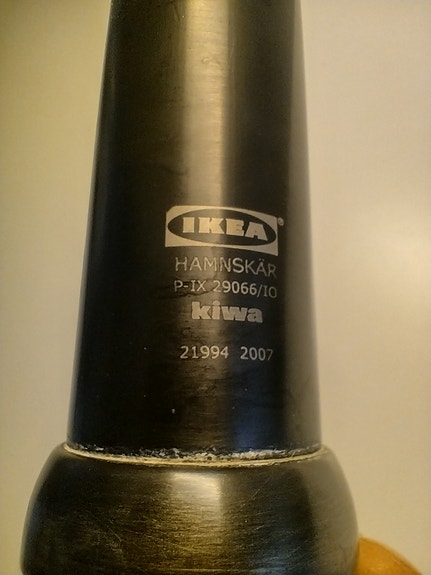 IKEA®
HAMNSKÄR
P-IX 29066/IO
kiwa
21994 2007